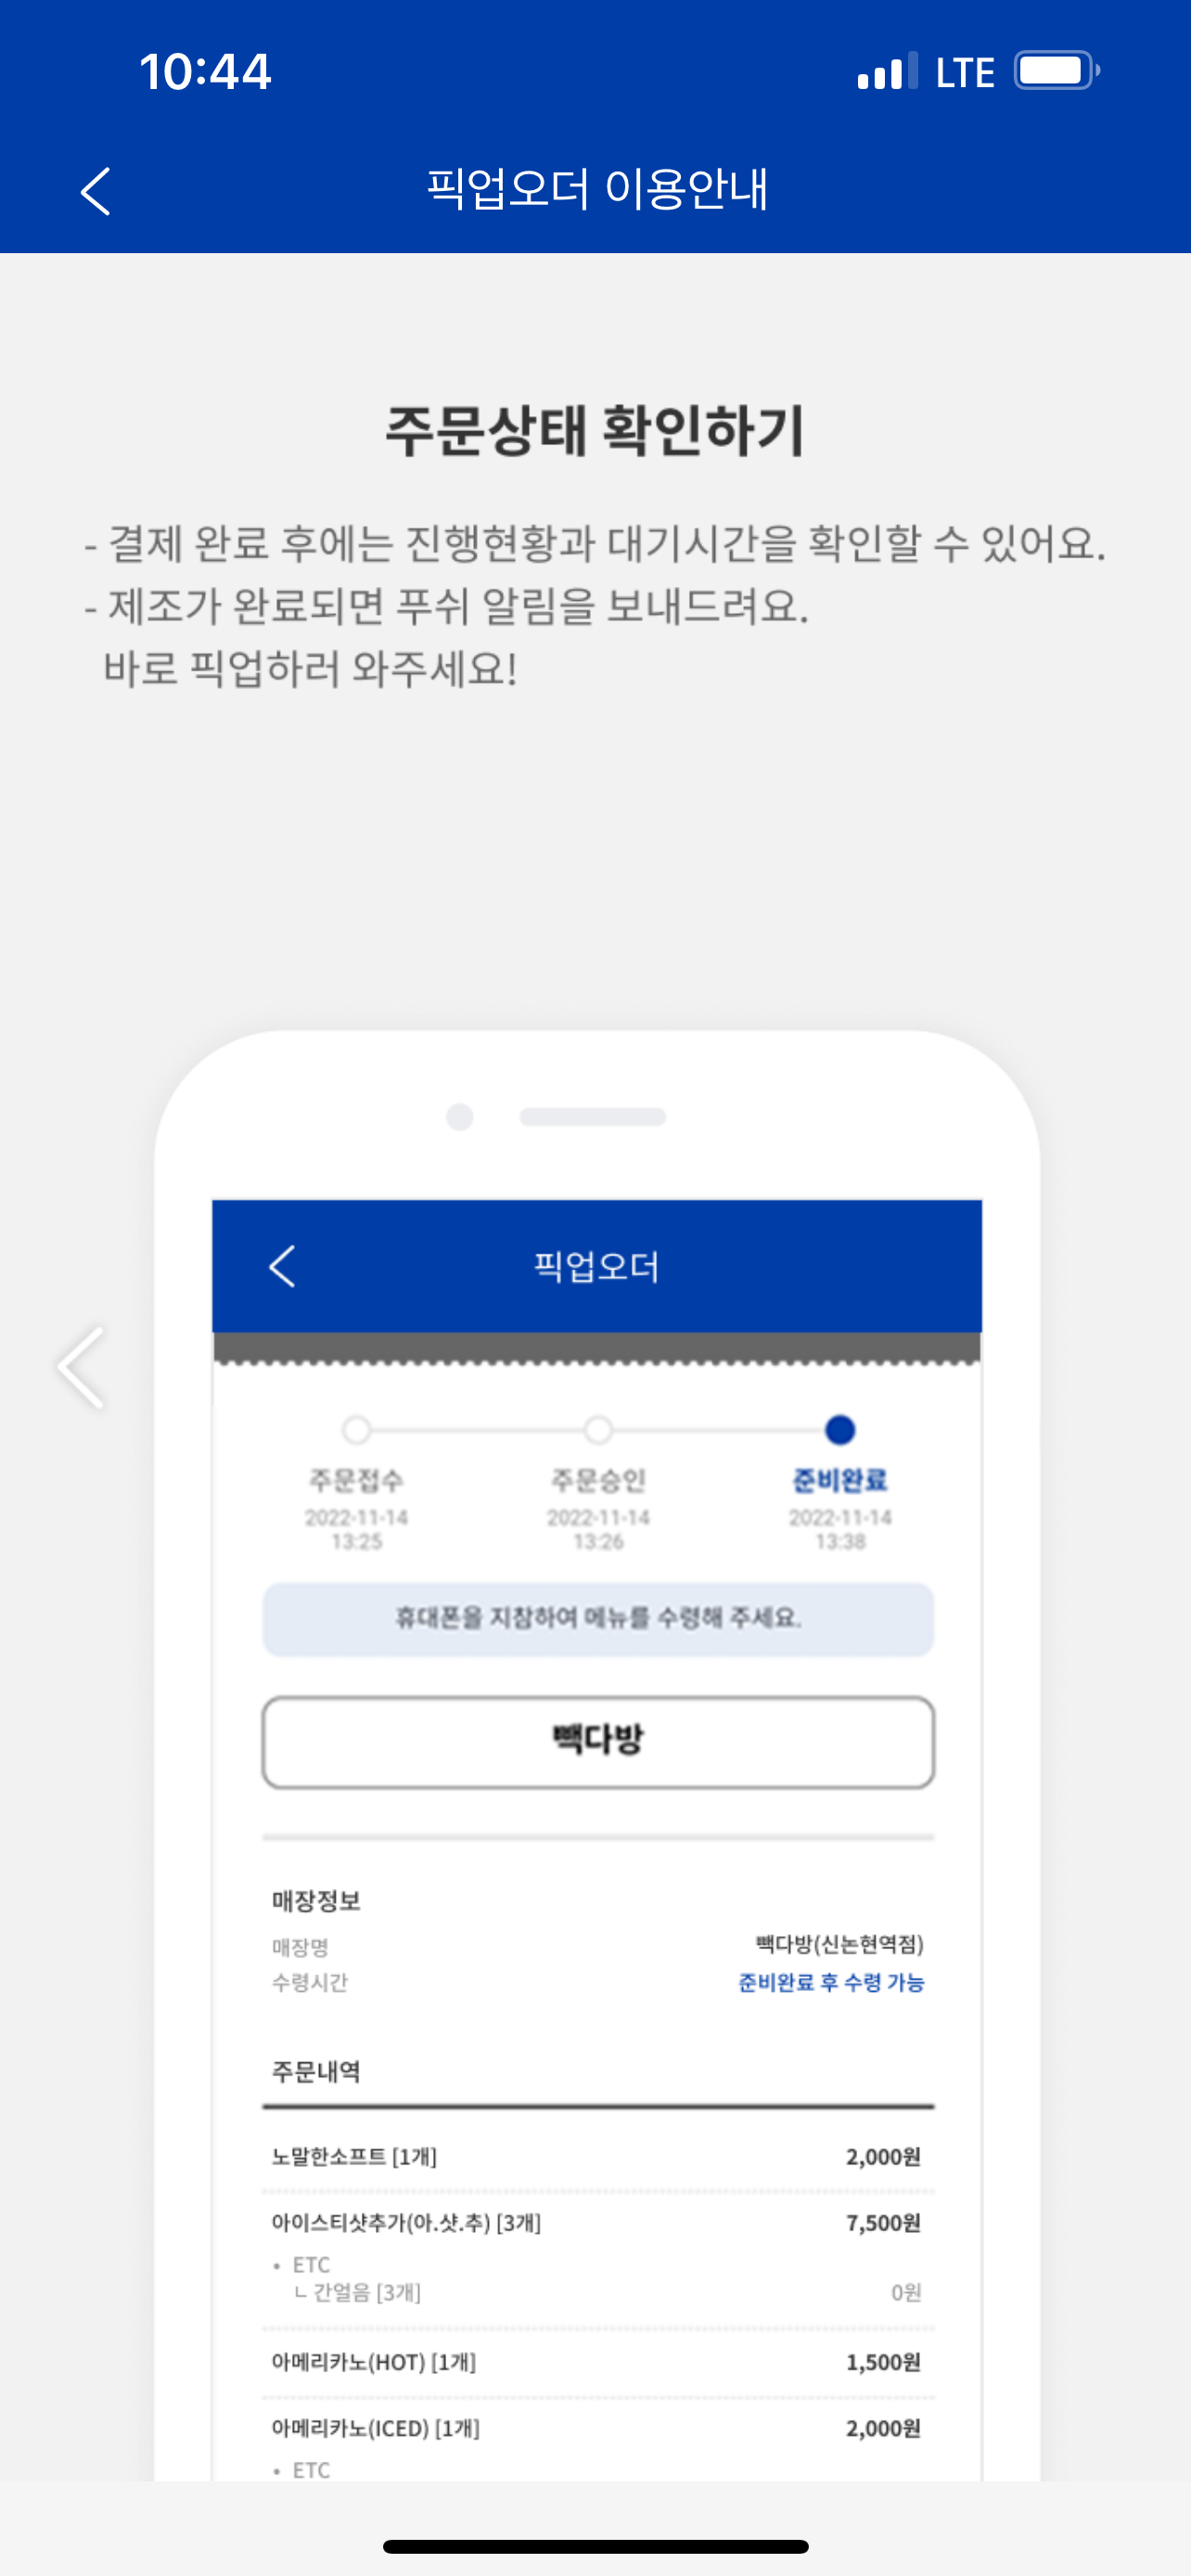 10:44
LTE
픽업오더 이용안내
주문상태 확인하기
- 결제 완료 후에는 진행현황과 대기시간을 확인할 수 있어요.
- 제조가 완료되면 푸쉬 알림을 보내드려요.
바로 픽업하러 와주세요!
픽업오더
주문접수 주문승인 준비완료
2022-11-14 2022-11-14 2022-11-14
13:25 13:26 13:38
휴대폰을 지참하여 메뉴를 수령해 주세요.
빽다방
매장정보
매장명 빽다방(신논현역점)
수령시간 준비완료 후 수령 가능
주문내역
노말한소프트 [1개] 2,000원
아이스티샷추가(아.샷.추) [3개] 7,500원
• ETC
ㄴ 간얼음 [3개] 0원
아메리카노(HOT) [1개] 1,500원
아메리카노(ICED) [1개] 2,000원
• ETC